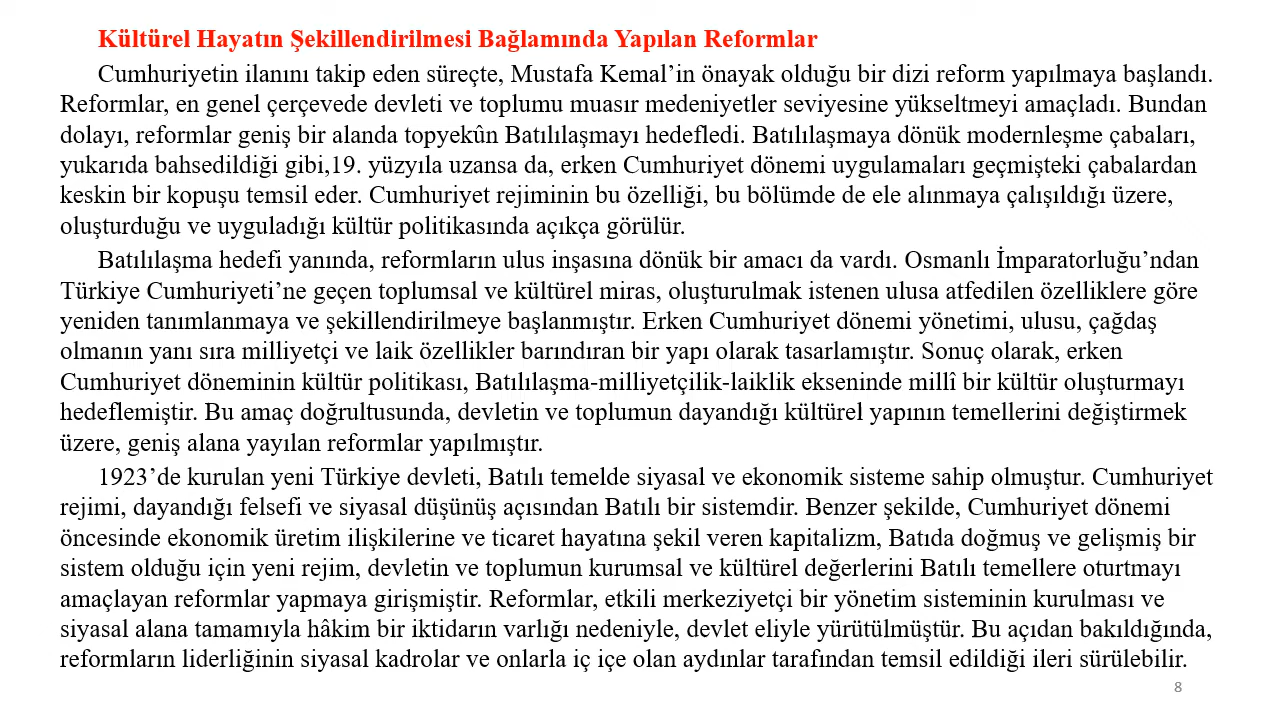 Kültürel Hayatın Şekillendirilmesi Bağlamında Yapılan Reformlar
Cumhuriyetin ilanını takip eden süreçte, Mustafa Kemal’in önayak olduğu bir dizi reform yapılmaya başlandı.
Reformlar, en genel çerçevede devleti ve toplumu muasır medeniyetler seviyesine yükseltmeyi amaçladı. Bundan
dolayı, reformlar geniş bir alanda topyekûn Batılılaşmayı hedefledi. Batılılaşmaya dönük modernleşme çabaları,
yukarıda bahsedildiği gibi,19. yüzyıla uzansa da, erken Cumhuriyet dönemi uygulamaları geçmişteki çabalardan
keskin bir kopuşu temsil eder. Cumhuriyet rejiminin bu özelliği, bu bölümde de ele alınmaya çalışıldığı üzere,
oluşturduğu ve uyguladığı kültür politikasında açıkça görülür.
Batılılaşma hedefi yanında, reformların ulus inşasına dönük bir amacı da vardı. Osmanlı İmparatorluğu’ndan
Türkiye Cumhuriyeti’ne geçen toplumsal ve kültürel miras, oluşturulmak istenen ulusa atfedilen özelliklere göre
yeniden tanımlanmaya ve şekillendirilmeye başlanmıştır. Erken Cumhuriyet dönemi yönetimi, ulusu, çağdaş
olmanın yanı sıra milliyetçi ve laik özellikler barındıran bir yapı olarak tasarlamıştır. Sonuç olarak, erken
Cumhuriyet döneminin kültür politikası, Batılılaşma-milliyetçilik-laiklik ekseninde millî bir kültür oluşturmayı
hedeflemiştir. Bu amaç doğrultusunda, devletin ve toplumun dayandığı kültürel yapının temellerini değiştirmek
üzere, geniş alana yayılan reformlar yapılmıştır.
1923’de kurulan yeni Türkiye devleti, Batılı temelde siyasal ve ekonomik sisteme sahip olmuştur. Cumhuriyet
rejimi, dayandığı felsefi ve siyasal düşünüş açısından Batılı bir sistemdir. Benzer şekilde, Cumhuriyet dönemi
öncesinde ekonomik üretim ilişkilerine ve ticaret hayatına şekil veren kapitalizm, Batıda doğmuş ve gelişmiş bir
sistem olduğu için yeni rejim, devletin ve toplumun kurumsal ve kültürel değerlerini Batılı temellere oturtmayı
amaçlayan reformlar yapmaya girişmiştir. Reformlar, etkili merkeziyetçi bir yönetim sisteminin kurulması ve
siyasal alana tamamıyla hâkim bir iktidarın varlığı nedeniyle, devlet eliyle yürütülmüştür. Bu açıdan bakıldığında,
reformların liderliğinin siyasal kadrolar ve onlarla iç içe olan aydınlar tarafından temsil edildiği ileri sürülebilir.
8